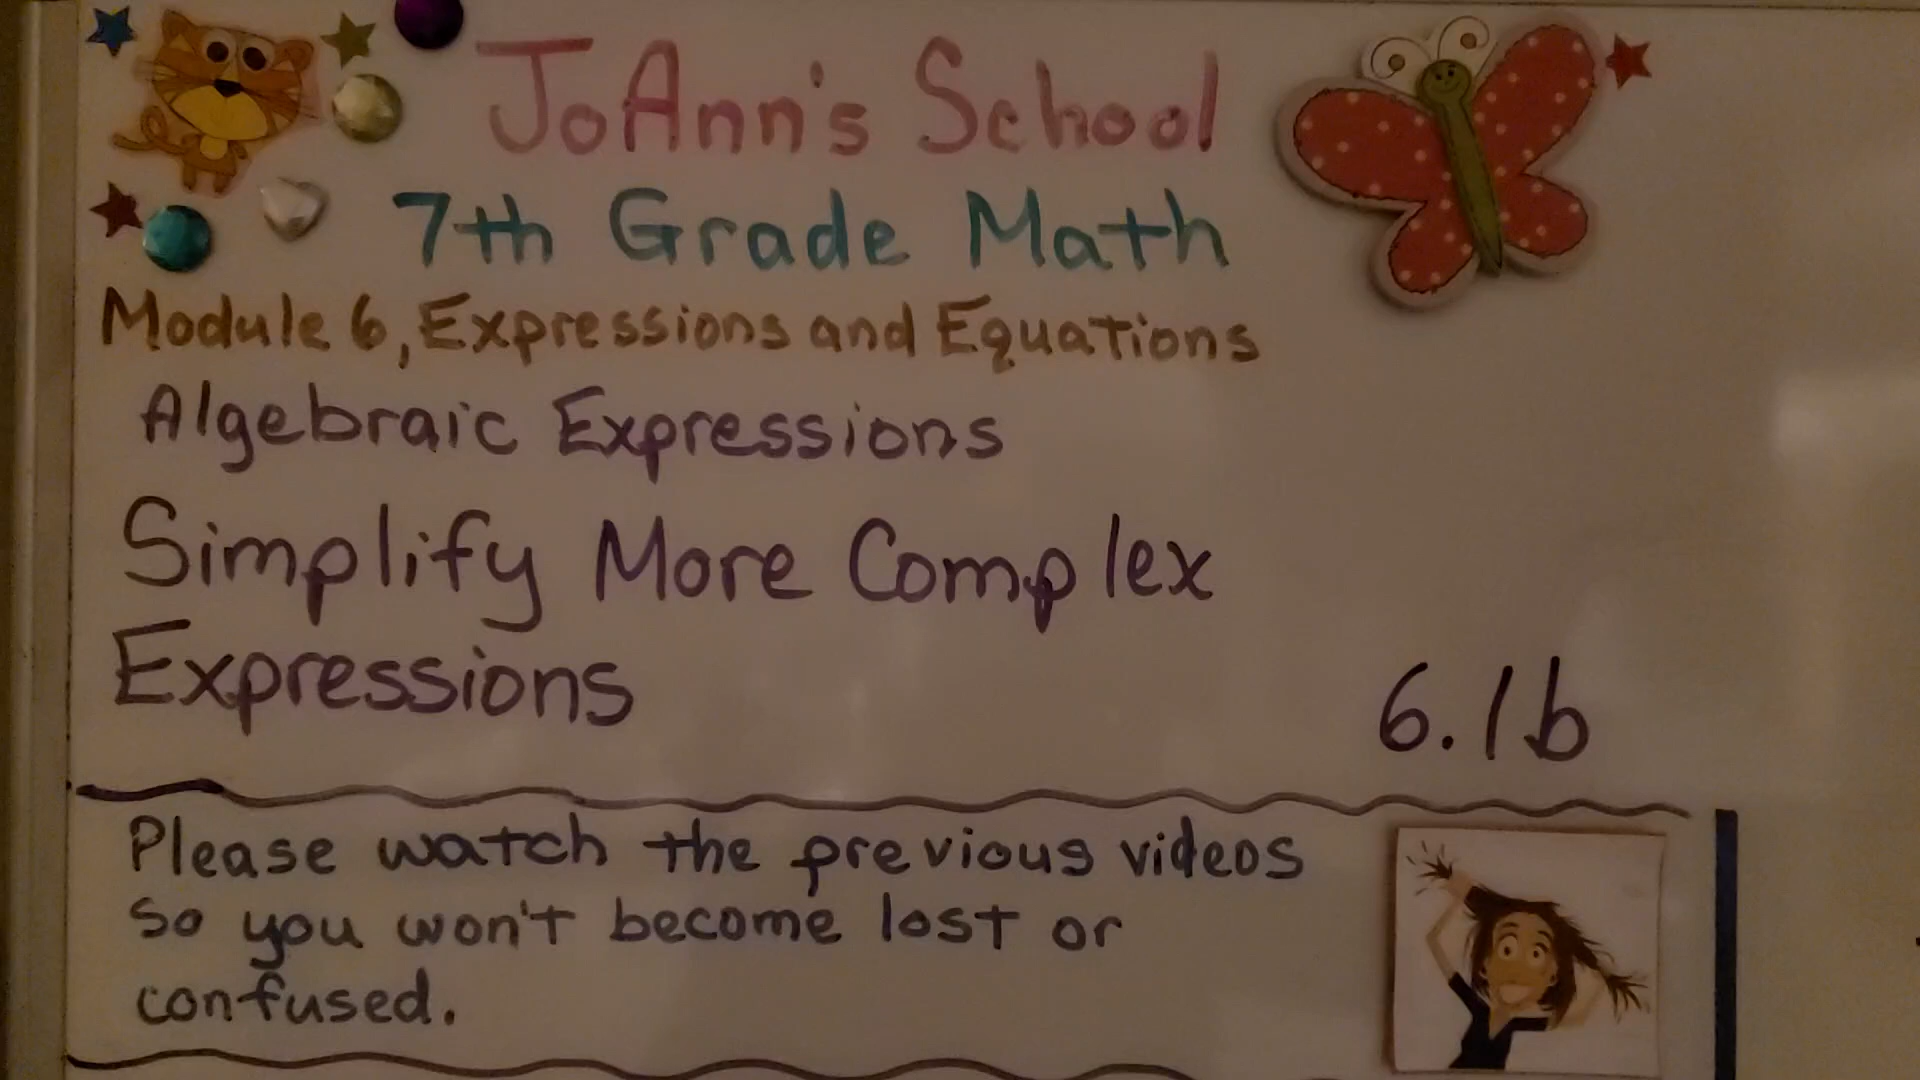 JoAnn's School
7th Grade Math
Module 6, Expressions and Equations
Algebraic Expressions
Simplify More Complex
Expressions
6.1b
Please watch the previous videos
so you won't become lost or
confused.